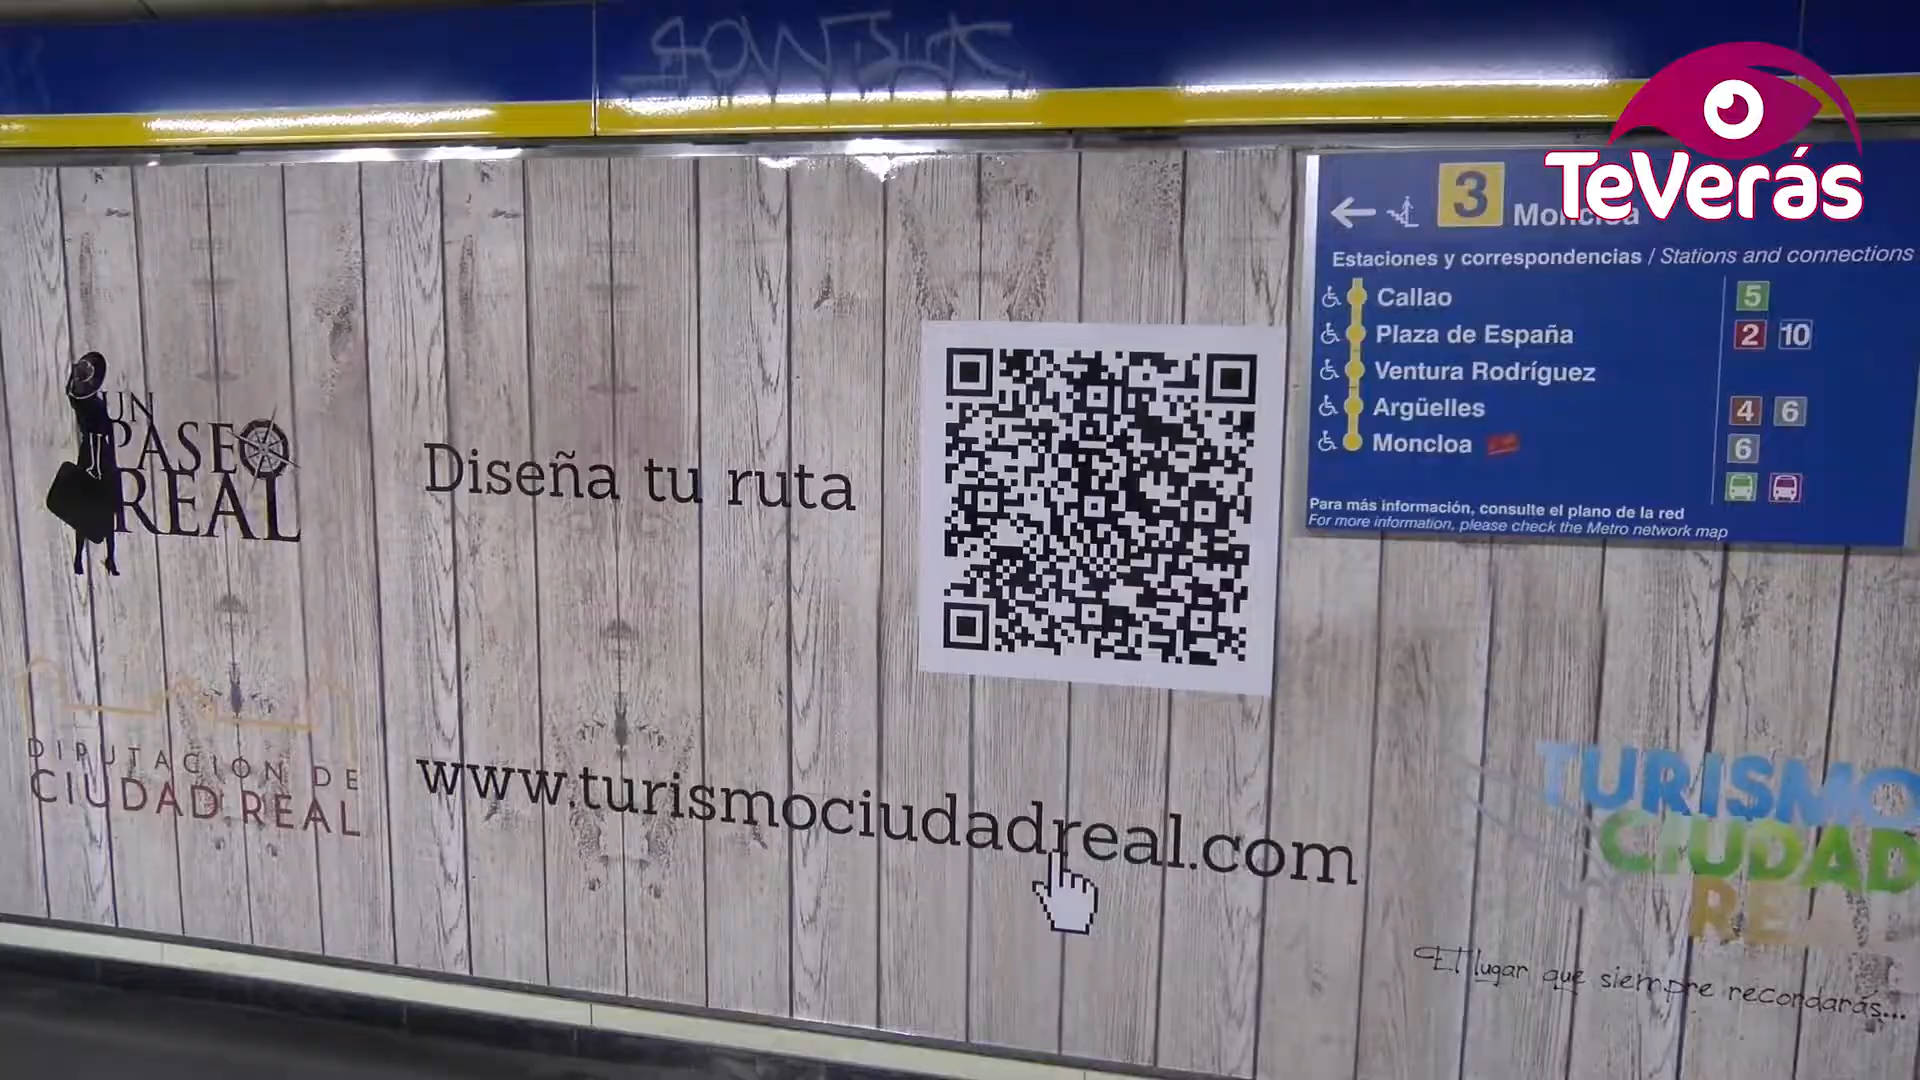 TeVerás
3 Moncloa
Estaciones y correspondencias / Stations and connections
Callao 5
Plaza de España 2 10
Ventura Rodríguez
Argüelles 4 6
Moncloa 6
Para más información, consulte el plano de la red
For more information, please check the Metro network map
UN
PASEO
REAL
Diseña tu ruta
DIPUTACIÓN DE
CIUDAD REAL
www.turismociudadreal.com
TURISMO
CIUDAD
REAL
El lugar que siempre recordarás...